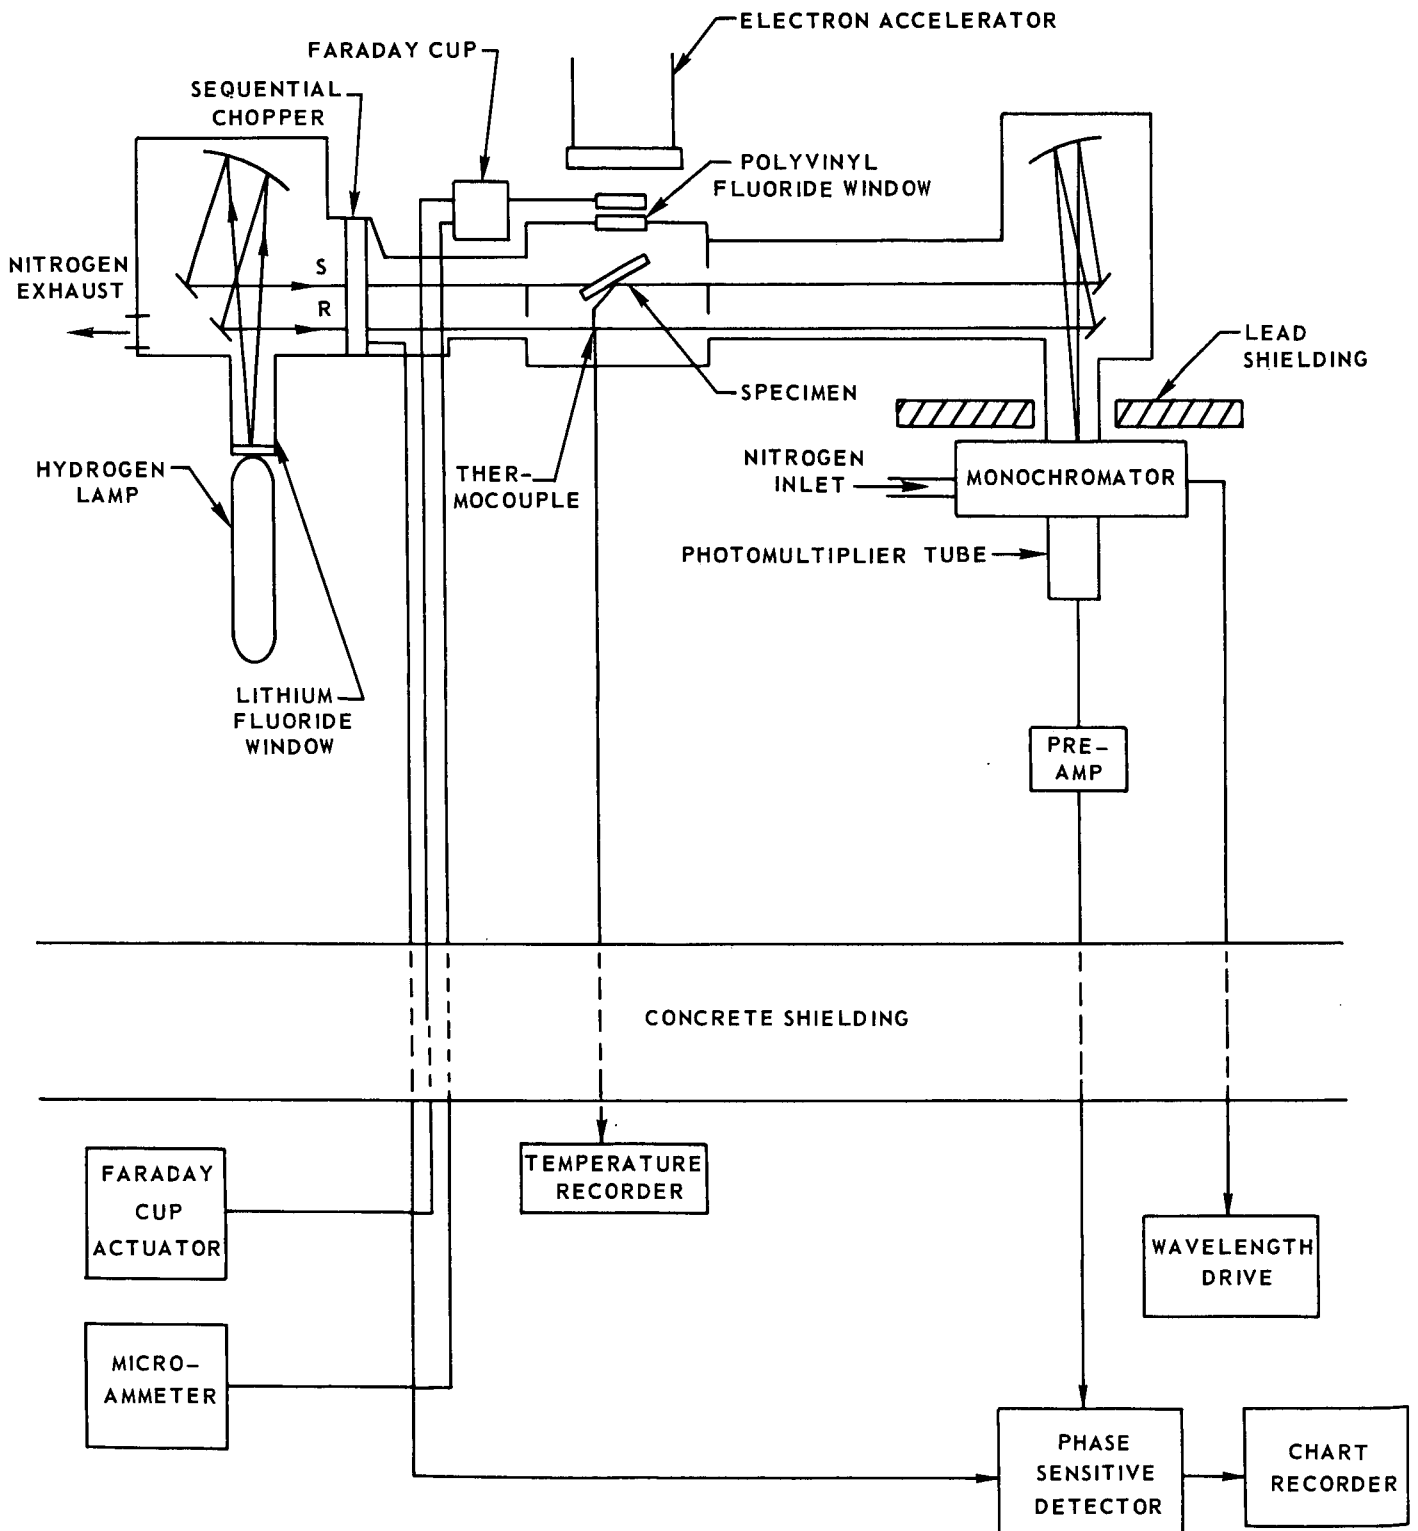 ELECTRON ACCELERATOR
FARADAY CUP
SEQUENTIAL
CHOPPER
POLYVINYL
FLUORIDE WINDOW
NITROGEN
EXHAUST
S
R
LEAD
SHIELDING
SPECIMEN
HYDROGEN
LAMP
THER-
MOCOUPLE
NITROGEN
INLET
MONOCHROMATOR
PHOTOMULTIPLIER TUBE
LITHIUM
FLUORIDE
WINDOW
PRE-
AMP
CONCRETE SHIELDING
FARADAY
CUP
ACTUATOR
TEMPERATURE
RECORDER
WAVELENGTH
DRIVE
MICRO-
AMMETER
PHASE
SENSITIVE
DETECTOR
CHART
RECORDER